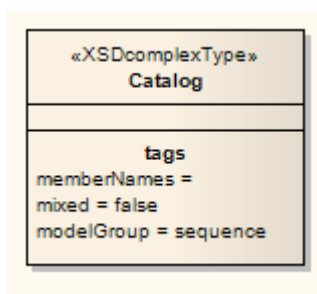 «XSDcomplexType»
Catalog
tags
memberNames =
mixed = false
modelGroup = sequence